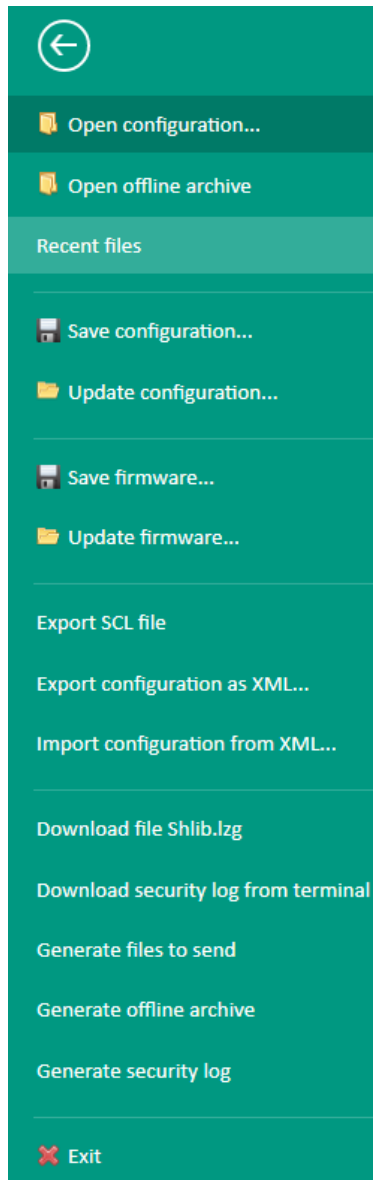 Open configuration...
Open offline archive
Recent files
Save configuration...
Update configuration...
Save firmware...
Update firmware...
Export SCL file
Export configuration as XML...
Import configuration from XML...
Download file Shlib.lzg
Download security log from terminal
Generate files to send
Generate offline archive
Generate security log
Exit